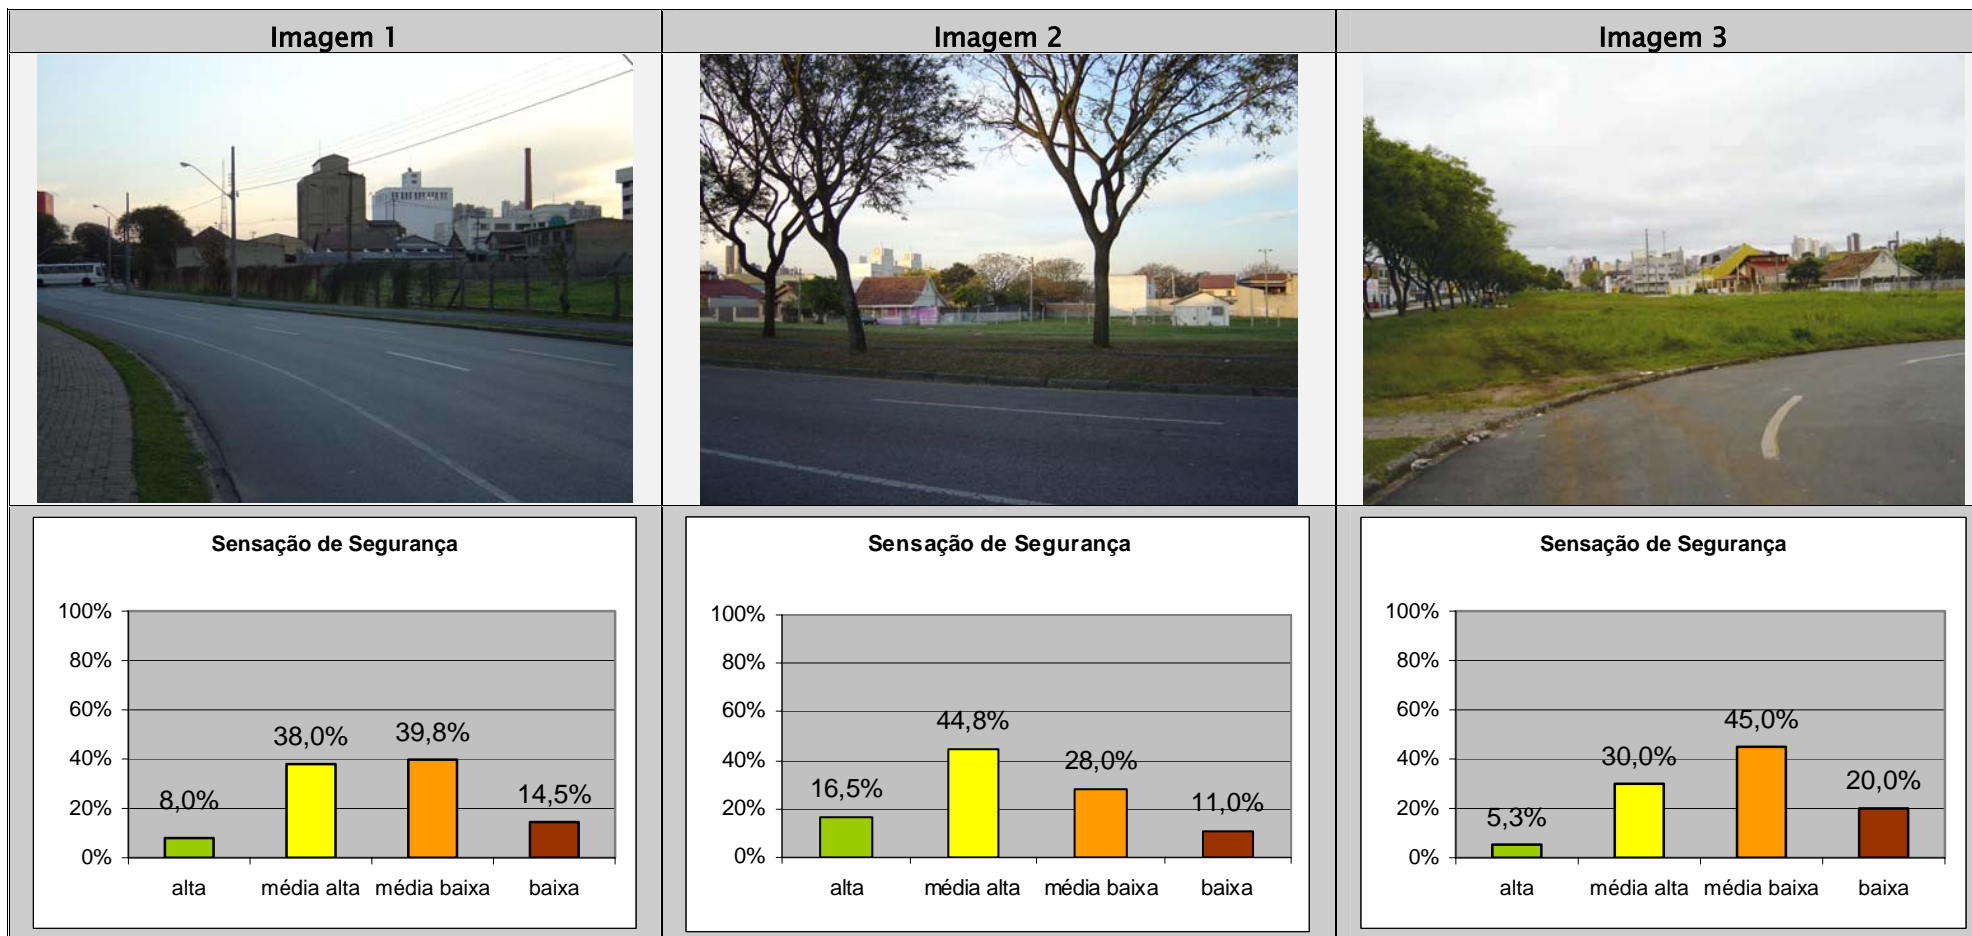 Imagem 1
Imagem 2
Imagem 3
Sensação de Segurança
100%
80%
60%
40%
20%
0%
8,0%
38,0%
39,8%
14,5%
alta
média alta
média baixa
baixa
Sensação de Segurança
100%
80%
60%
40%
20%
0%
16,5%
44,8%
28,0%
11,0%
alta
média alta
média baixa
baixa
Sensação de Segurança
100%
80%
60%
40%
20%
0%
5,3%
30,0%
45,0%
20,0%
alta
média alta
média baixa
baixa